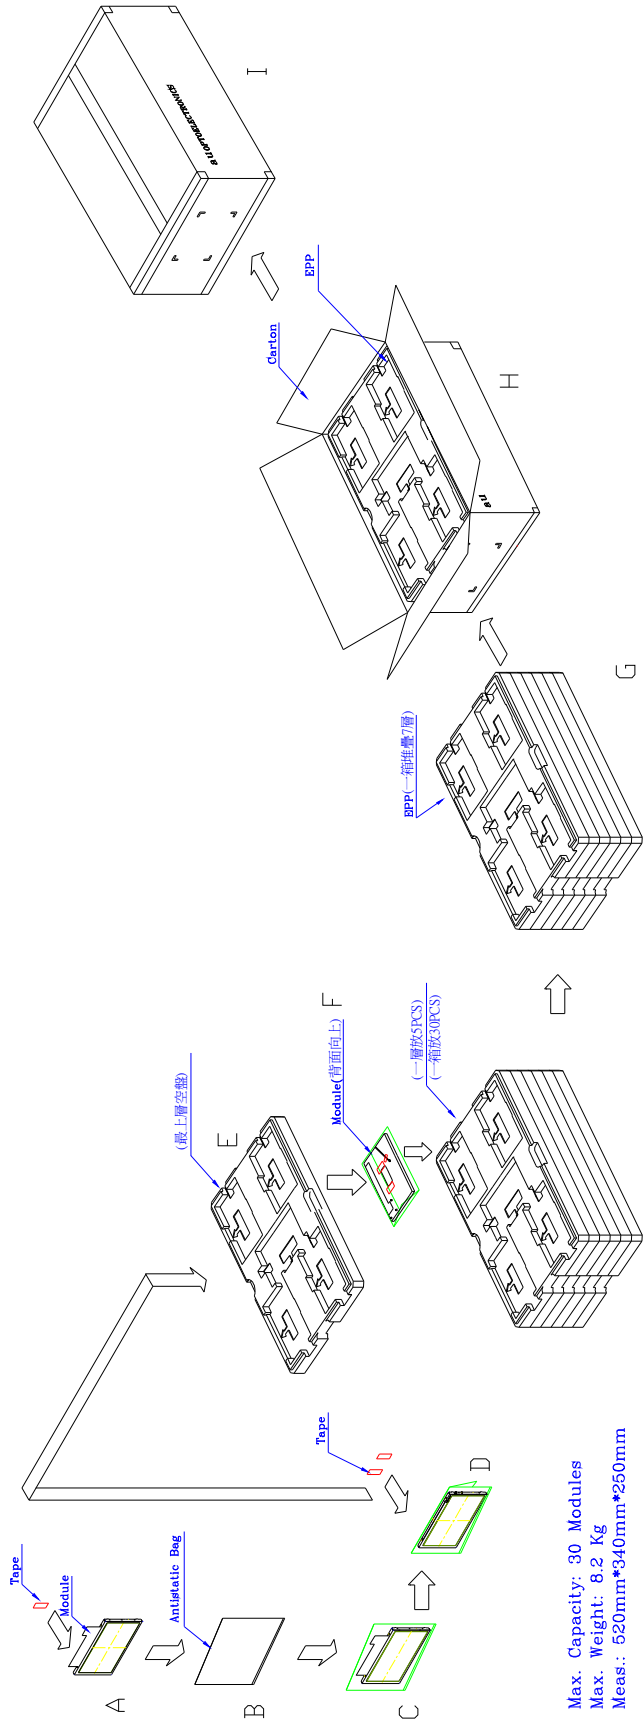 Tape
Module
A
Antistatic Bag
B
C
Tape
D
(最上層空盤)
E
Module(背面向上)
F
(一層放5PCS)
(一箱放30PCS)
EPP(一箱堆疊7層)
G
Carton
EPP
B U
H
B U OPTOELECTRONICS
I
Max. Capacity: 30 Modules
Max. Weight: 8.2 Kg
Meas.: 520mm*340mm*250mm